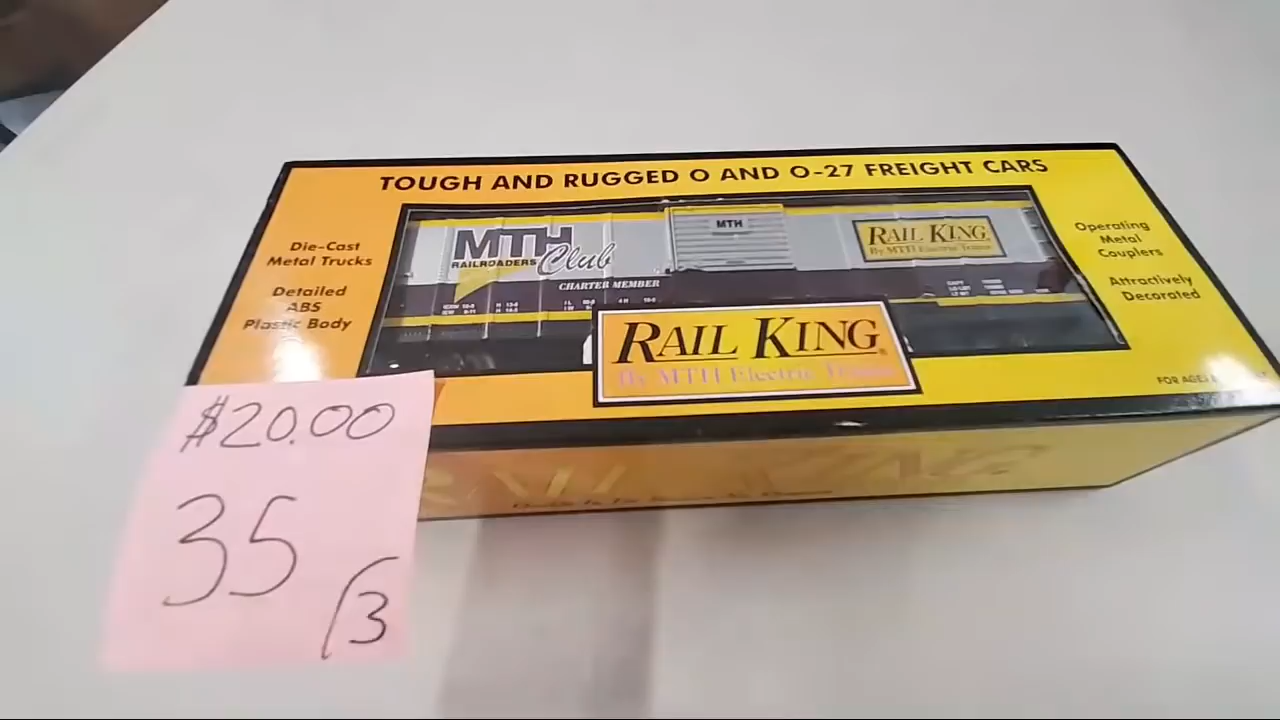 TOUGH AND RUGGED O AND O-27 FREIGHT CARS
Die-Cast
Metal Trucks
Detailed
ABS
Plastic Body
MTH
RAILROADERS Club
CHARTER MEMBER
MTH
RAIL KING
By MTH Electric Trains
Operating
Metal
Couplers
Attractively
Decorated
RAIL KING®
By MTH Electric Trains
FOR AGES
$20.00
35
/3